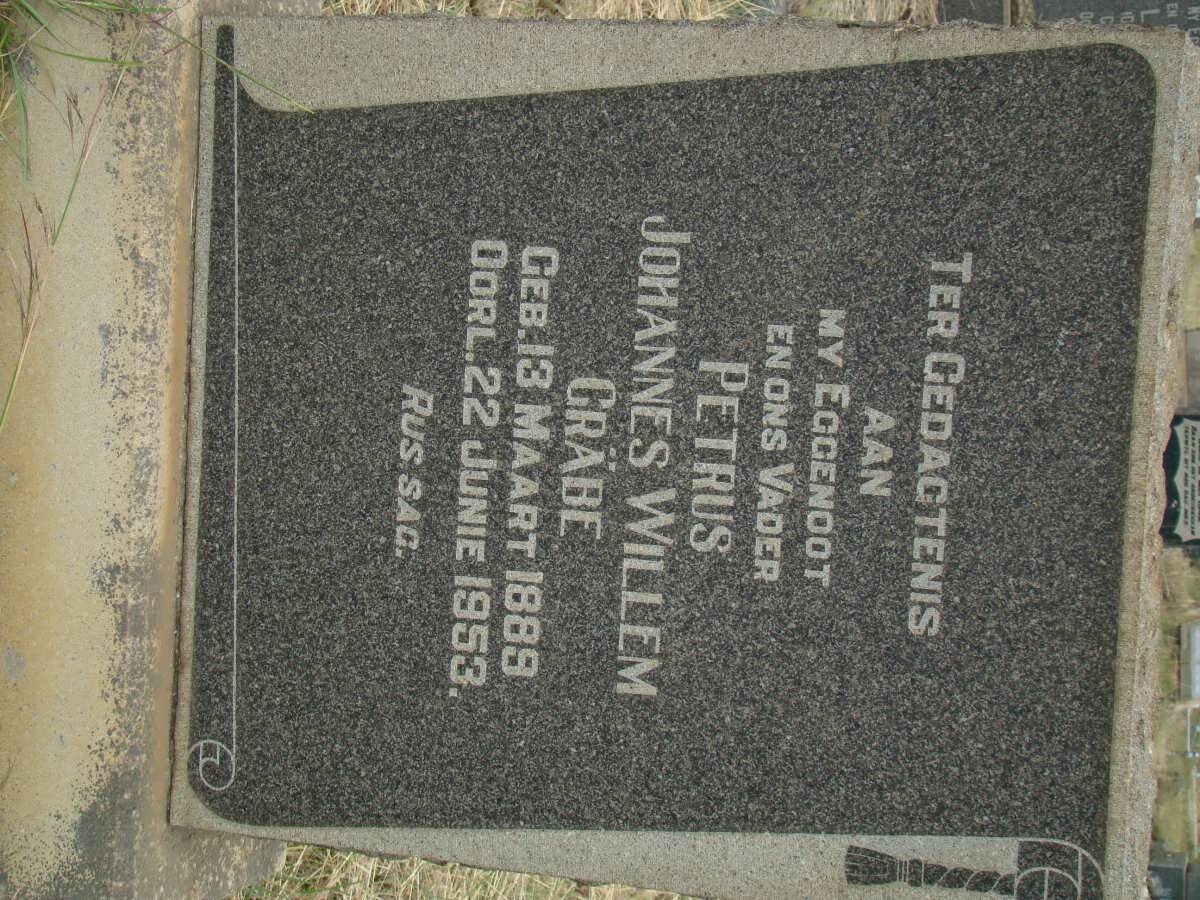 TER GEDAGTENIS
AAN
MY EGGENOOT
EN ONS VADER
PETRUS
JOHANNES WILLEM
GRÄBE
GEB. 13 MAART 1889
OORL. 22 JUNIE 1953.
RUS SAG.